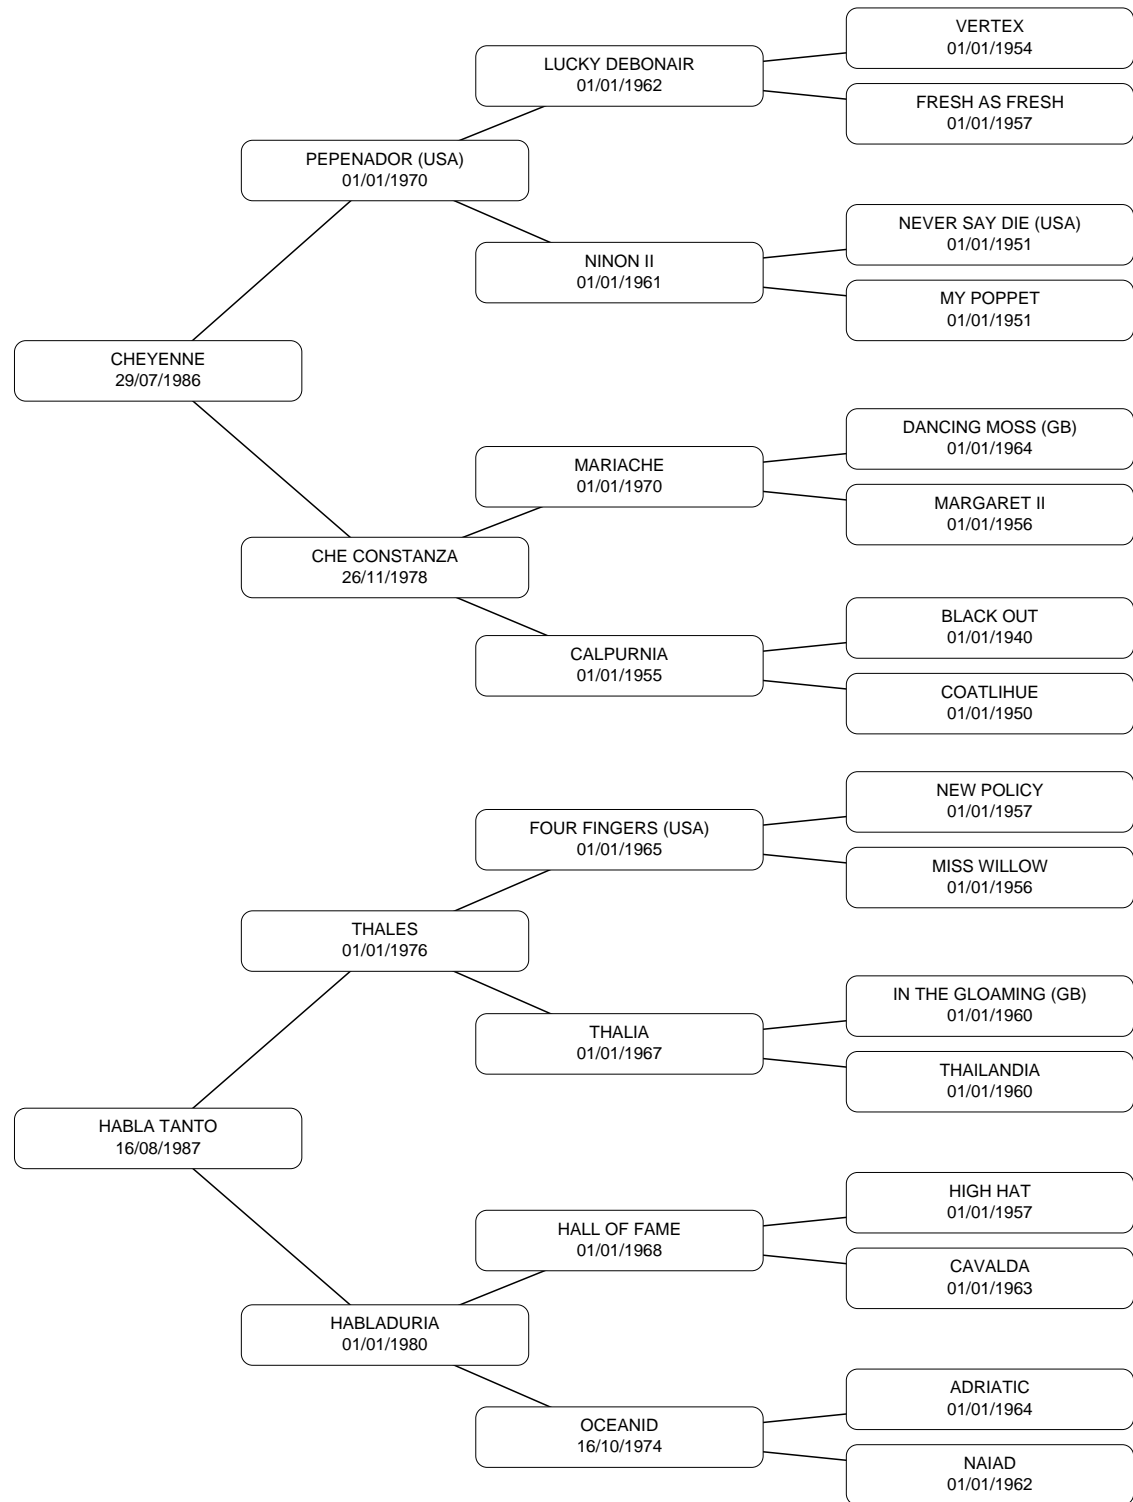 VERTEX
01/01/1954
LUCKY DEBONAIR
01/01/1962
FRESH AS FRESH
01/01/1957
PEPENADOR (USA)
01/01/1970
NEVER SAY DIE (USA)
01/01/1951
NINON II
01/01/1961
MY POPPET
01/01/1951
CHEYENNE
29/07/1986
DANCING MOSS (GB)
01/01/1964
MARIACHE
01/01/1970
MARGARET II
01/01/1956
CHE CONSTANZA
26/11/1978
BLACK OUT
01/01/1940
CALPURNIA
01/01/1955
COATLIHUE
01/01/1950
NEW POLICY
01/01/1957
FOUR FINGERS (USA)
01/01/1965
MISS WILLOW
01/01/1956
THALES
01/01/1976
IN THE GLOAMING (GB)
01/01/1960
THALIA
01/01/1967
THAILANDIA
01/01/1960
HABLA TANTO
16/08/1987
HIGH HAT
01/01/1957
HALL OF FAME
01/01/1968
CAVALDA
01/01/1963
HABLADURIA
01/01/1980
ADRIATIC
01/01/1964
OCEANID
16/10/1974
NAIAD
01/01/1962